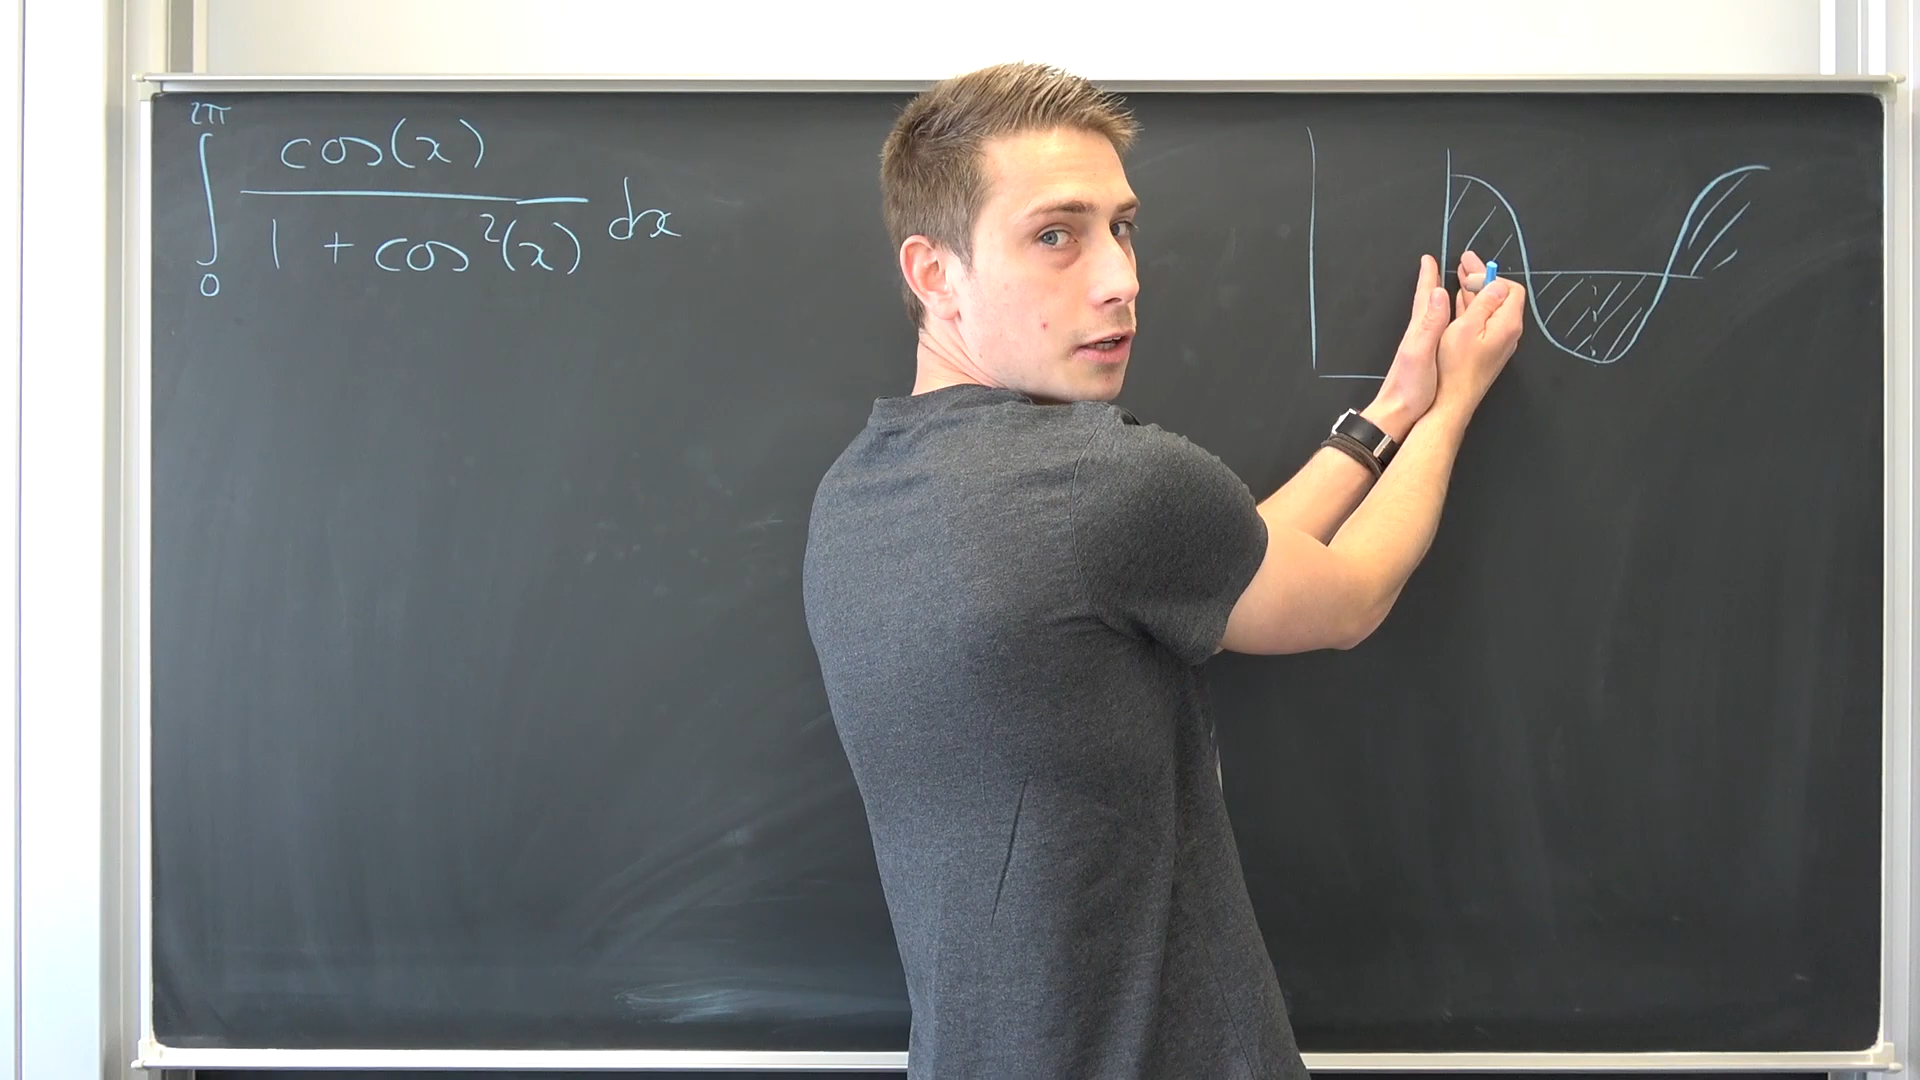 ∫₀^{2π} cos(x) / (1 + cos²(x)) dx